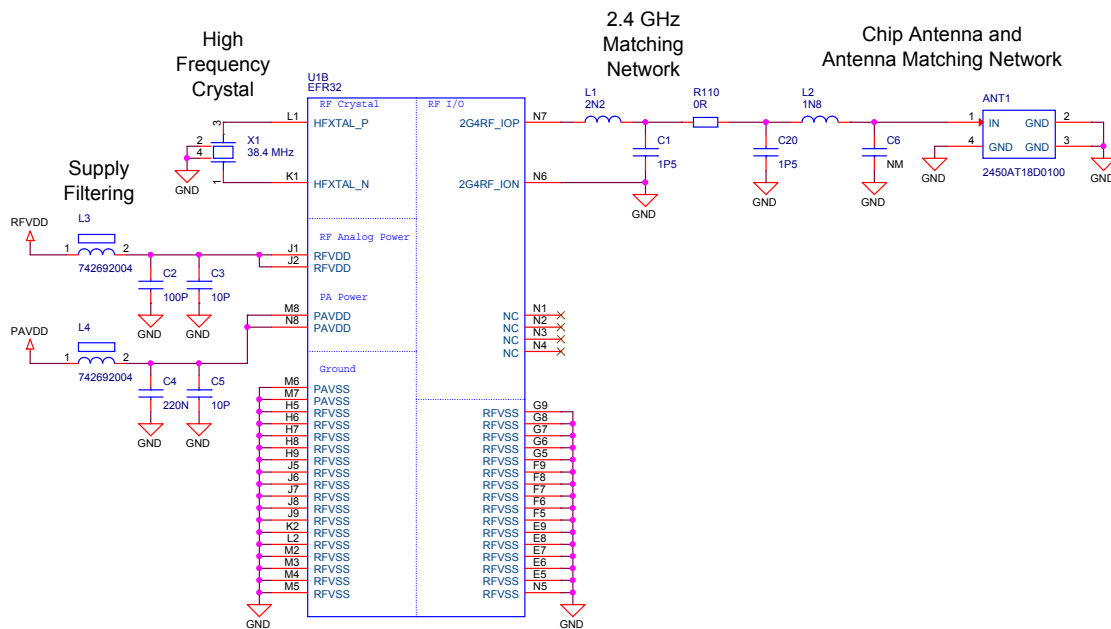 High
Frequency
Crystal
2.4 GHz
Matching
Network
Chip Antenna and
Antenna Matching Network
Supply
Filtering
U1B
EFR32
RF Crystal
RF I/O
L1
HFXTAL_P
3
2
4
1
X1
38.4 MHz
GND
K1
HFXTAL_N
2G4RF_IOP
N7
2G4RF_ION
N6
L1
2N2
R110
0R
L2
1N8
C1
1P5
GND
C20
1P5
GND
C6
NM
GND
ANT1
1
IN
GND
2
4
GND
GND
3
2450AT18D0100
GND
GND
RFVDD
L3
1
2
742692004
C2
100P
GND
C3
10P
GND
RF Analog Power
J1
RFVDD
J2
RFVDD
PA Power
M8
PAVDD
N8
PAVDD
PAVDD
L4
1
2
742692004
C4
220N
GND
C5
10P
GND
NC
N1
NC
N2
NC
N3
NC
N4
Ground
M6
PAVSS
M7
PAVSS
H5
RFVSS
H6
RFVSS
H7
RFVSS
H8
RFVSS
H9
RFVSS
J5
RFVSS
J6
RFVSS
J7
RFVSS
J8
RFVSS
J9
RFVSS
K2
RFVSS
L2
RFVSS
M2
RFVSS
M3
RFVSS
M4
RFVSS
M5
RFVSS
GND
RFVSS
G9
RFVSS
G8
RFVSS
G7
RFVSS
G6
RFVSS
G5
RFVSS
F9
RFVSS
F8
RFVSS
F7
RFVSS
F6
RFVSS
F5
RFVSS
E9
RFVSS
E8
RFVSS
E7
RFVSS
E6
RFVSS
E5
RFVSS
N5
GND